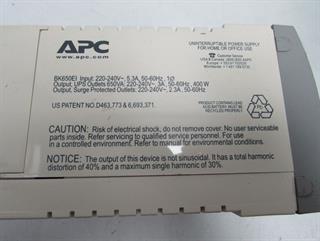 APC
UNINTERRUPTIBLE POWER SUPPLY
FOR HOME OR OFFICE USE
Customer Service
BK650EI Input: 220-240V~, 5.3A, 50-60Hz, 1Ø
Output: UPS Outlets 650VA, 220-240V~, 3A, 50-60Hz, 400 W
Output, Surge Protected Outlets: 220-240V~, 2.3A, 50-60Hz
US PATENT NO.D463,773 & 6,693,371.
CAUTION: Risk of electrical shock, do not remove cover. No user serviceable
parts inside. Refer servicing to qualified service personnel. For use
in a controlled environment. Refer to manual for environmental conditions.
NOTICE: The output of this device is not sinusoidal. It has a total harmonic
distortion of 40% and a maximum single harmonic of 30%.